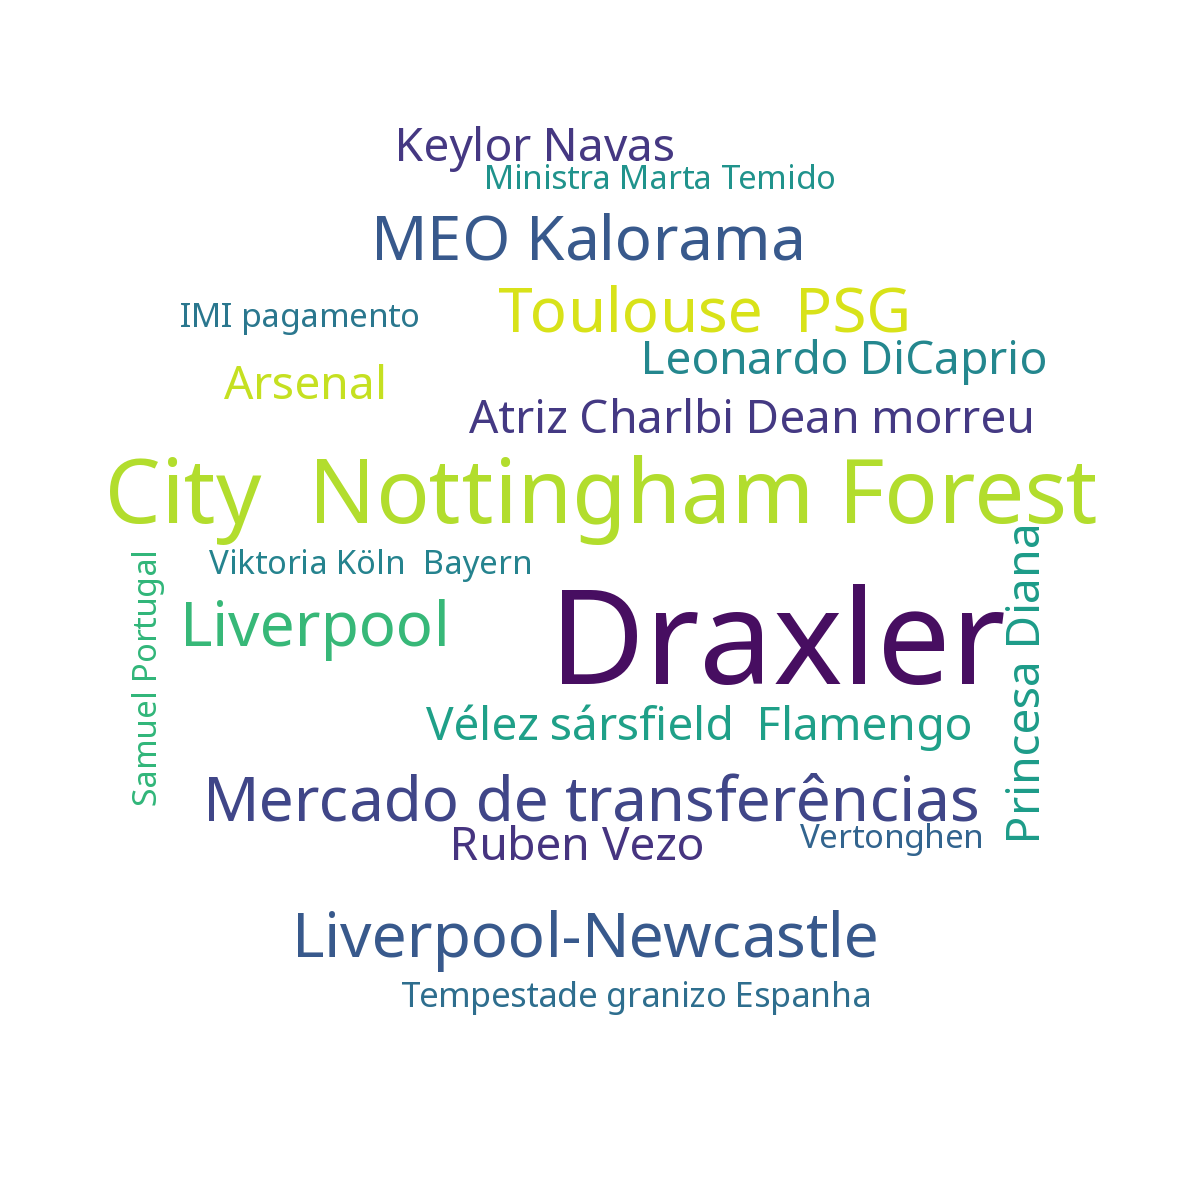 Keylor Navas
Ministra Marta Temido
MEO Kalorama
Toulouse  PSG
IMI pagamento
Leonardo DiCaprio
Arsenal
Atriz Charlbi Dean morreu
City  Nottingham Forest
Viktoria Köln  Bayern
Samuel Portugal
Liverpool
Draxler
Princesa Diana
Vélez sársfield  Flamengo
Mercado de transferências
Ruben Vezo
Vertonghen
Liverpool-Newcastle
Tempestade granizo Espanha